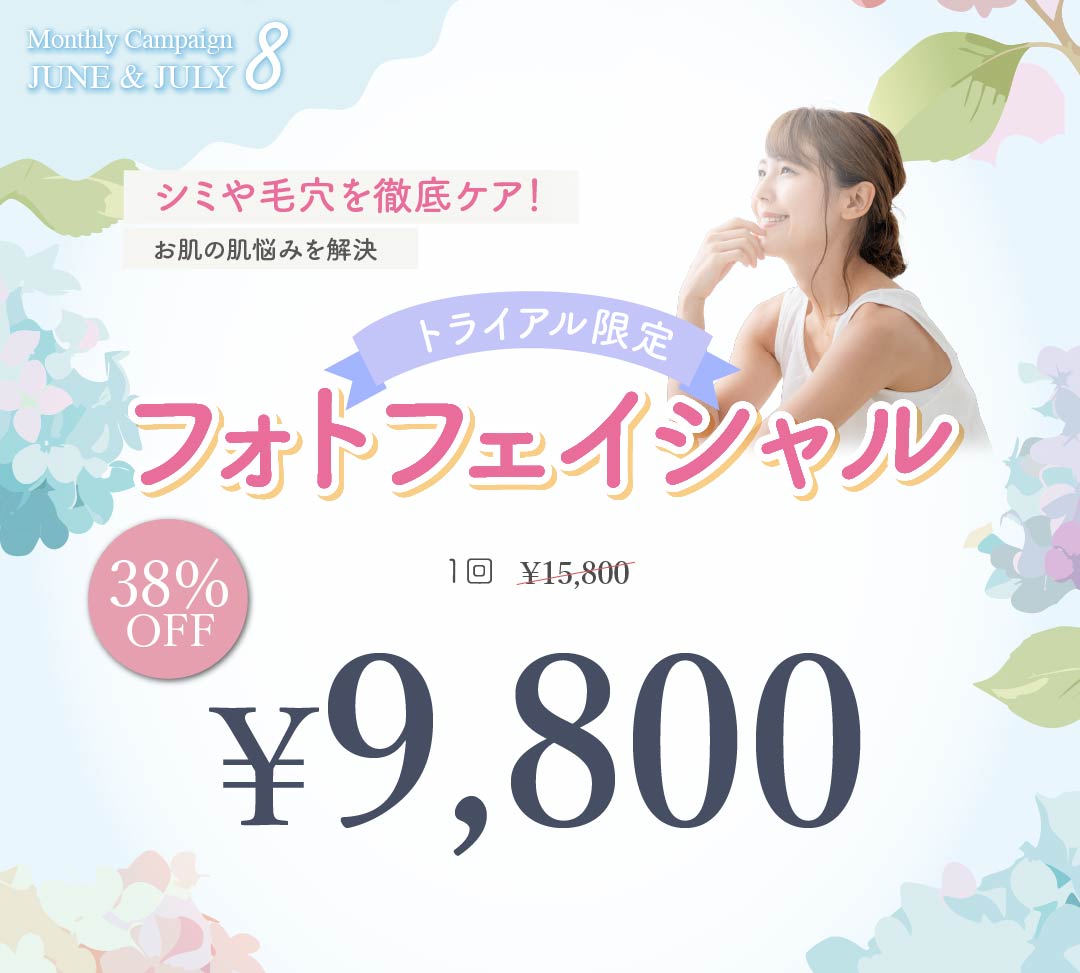 Monthly Campaign
JUNE & JULY 8
シミや毛穴を徹底ケア!
お肌の肌悩みを解決
トライアル限定
フォトフェイシャル
38%
OFF
1回 ¥15,800
¥9,800